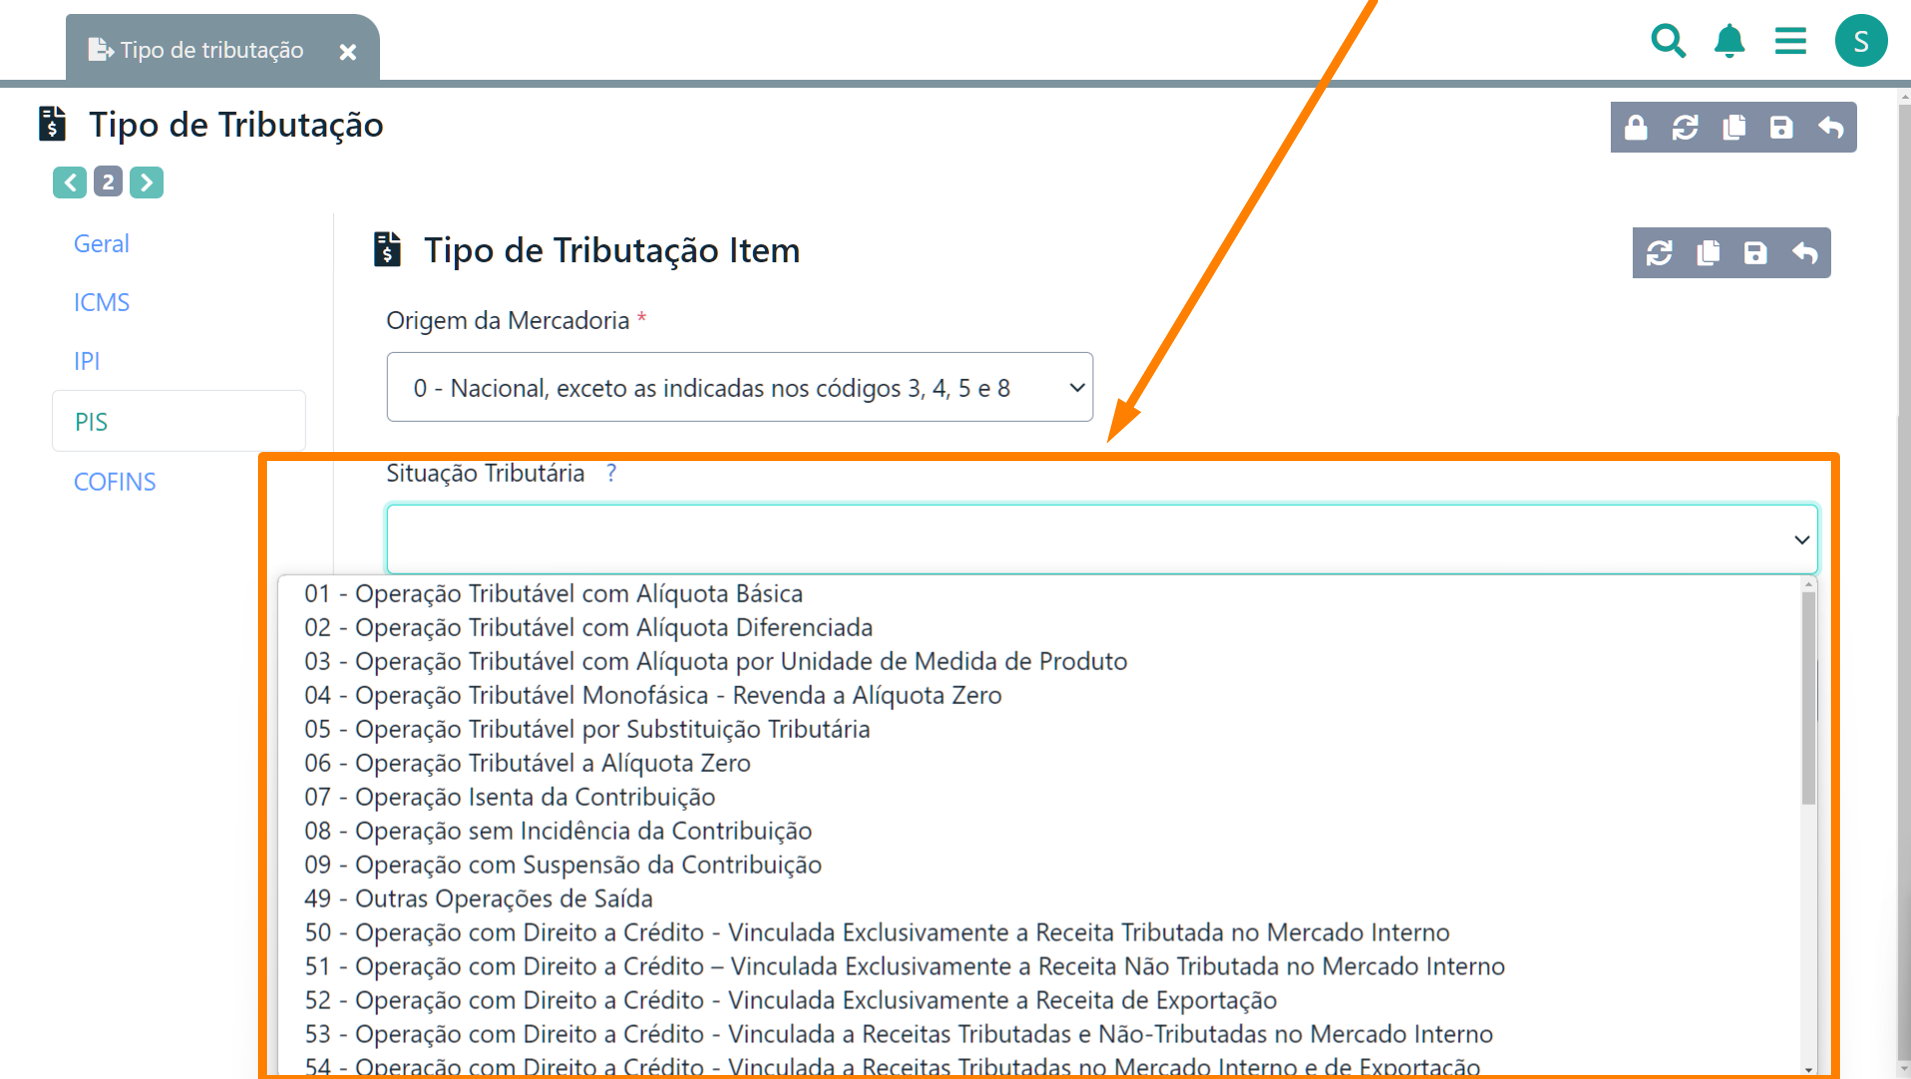 Tipo de tributação
S
Tipo de Tributação
2
Geral
ICMS
IPI
PIS
COFINS
Tipo de Tributação Item
Origem da Mercadoria *
0 - Nacional, exceto as indicadas nos códigos 3, 4, 5 e 8
Situação Tributária ?
01 - Operação Tributável com Alíquota Básica
02 - Operação Tributável com Alíquota Diferenciada
03 - Operação Tributável com Alíquota por Unidade de Medida de Produto
04 - Operação Tributável Monofásica - Revenda a Alíquota Zero
05 - Operação Tributável por Substituição Tributária
06 - Operação Tributável a Alíquota Zero
07 - Operação Isenta da Contribuição
08 - Operação sem Incidência da Contribuição
09 - Operação com Suspensão da Contribuição
49 - Outras Operações de Saída
50 - Operação com Direito a Crédito - Vinculada Exclusivamente a Receita Tributada no Mercado Interno
51 - Operação com Direito a Crédito – Vinculada Exclusivamente a Receita Não Tributada no Mercado Interno
52 - Operação com Direito a Crédito - Vinculada Exclusivamente a Receita de Exportação
53 - Operação com Direito a Crédito - Vinculada a Receitas Tributadas e Não-Tributadas no Mercado Interno
54 - Operação com Direito a Crédito - Vinculada a Receitas Tributadas no Mercado Interno e de Exportação